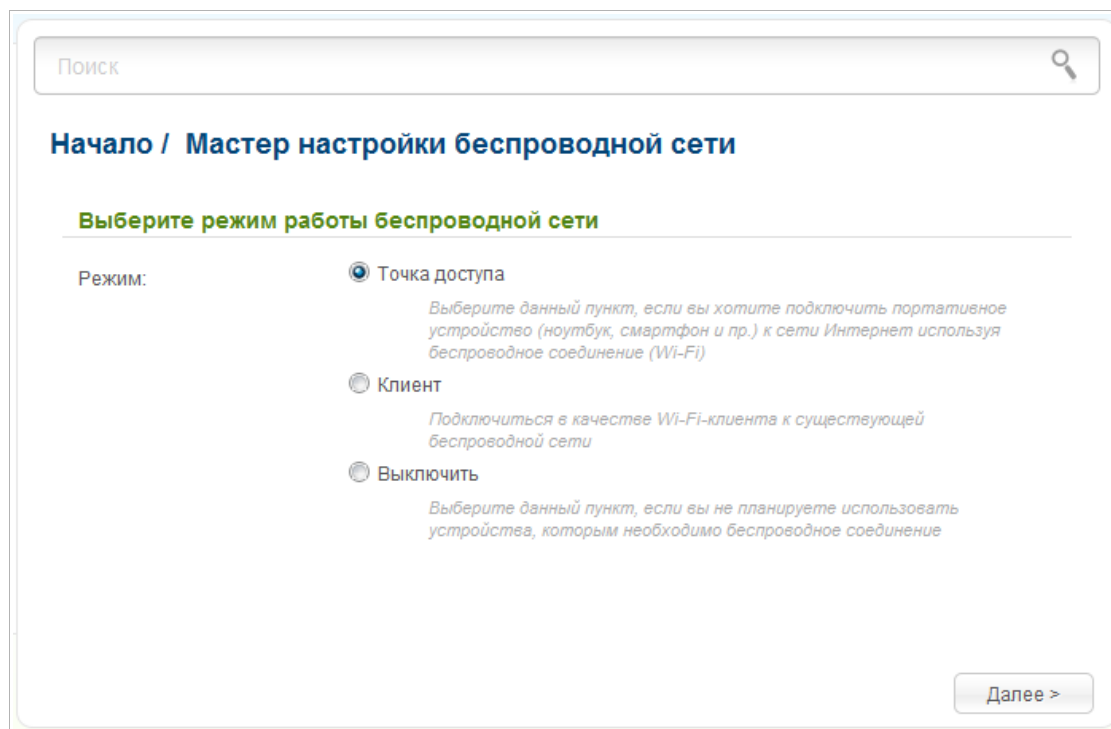 Поиск
Начало / Мастер настройки беспроводной сети
Выберите режим работы беспроводной сети
Режим:
Точка доступа
Выберите данный пункт, если вы хотите подключить портативное
устройство (ноутбук, смартфон и пр.) к сети Интернет используя
беспроводное соединение (Wi-Fi)
Клиент
Подключиться в качестве Wi-Fi-клиента к существующей
беспроводной сети
Выключить
Выберите данный пункт, если вы не планируете использовать
устройства, которым необходимо беспроводное соединение
Далее >